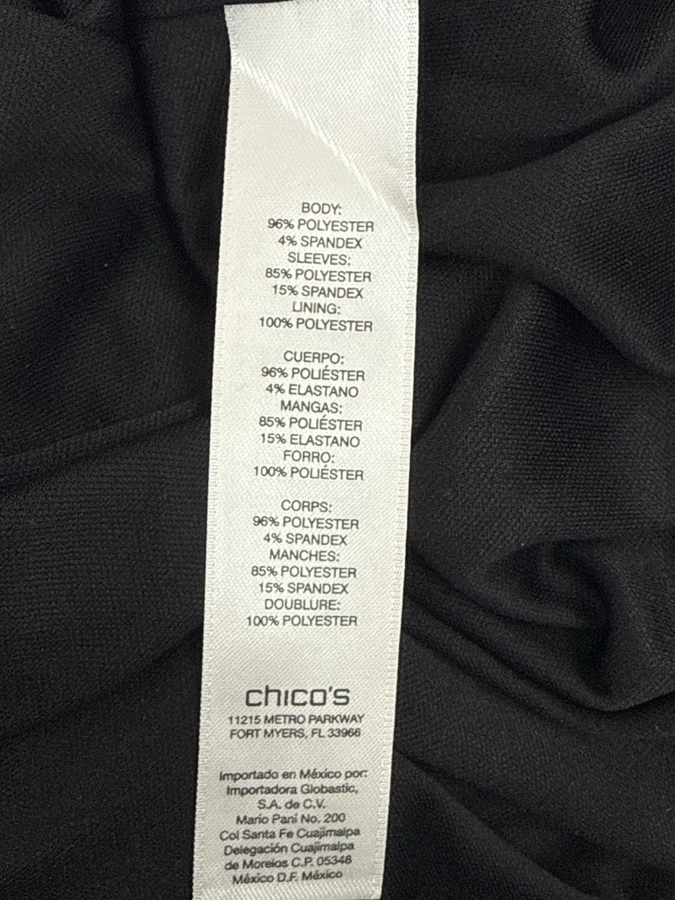 BODY:
96% POLYESTER
4% SPANDEX
SLEEVES:
85% POLYESTER
15% SPANDEX
LINING:
100% POLYESTER
CUERPO:
96% POLIÉSTER
4% ELASTANO
MANGAS:
85% POLIÉSTER
15% ELASTANO
FORRO:
100% POLIÉSTER
CORPS:
96% POLYESTER
4% SPANDEX
MANCHES:
85% POLYESTER
15% SPANDEX
DOUBLURE:
100% POLYESTER
chico's
11215 METRO PARKWAY
FORT MYERS, FL 33966
Importado en México por:
Importadora Globastic,
S.A. de C.V.
Mario Pani No. 200
Col Santa Fe Cuajimalpa
Delegación Cuajimalpa
de Morelos C.P. 05348
México D.F. México